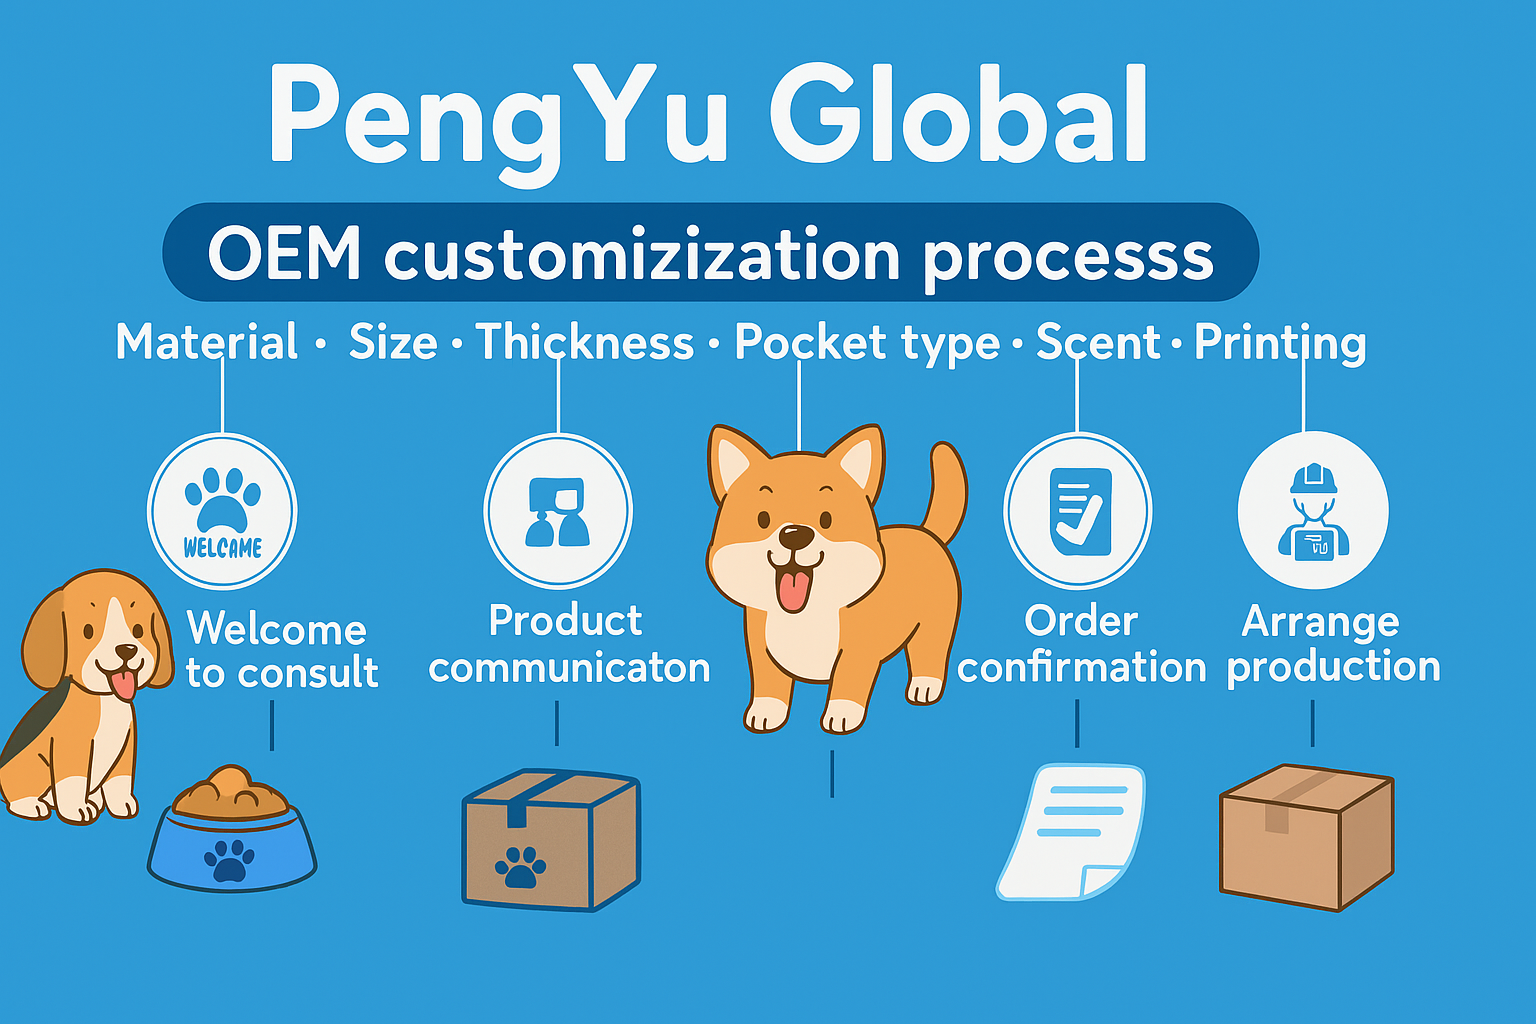 PengYu Global
OEM customizization processs
Material · Size · Thickness · Pocket type · Scent · Printing
WELCAME
Welcome
to consult
Product
communicaton
Order
confirmation
Arrange
production